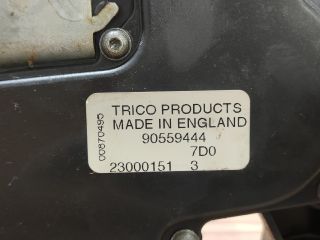 TRICO PRODUCTS
MADE IN ENGLAND
90559444
7D0
23000151 3
00870495